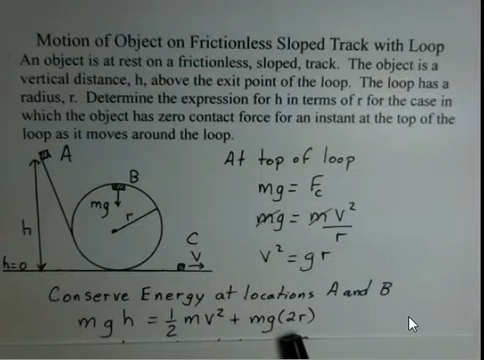 Motion of Object on Frictionless Sloped Track with Loop
An object is at rest on a frictionless, sloped, track. The object is a
vertical distance, h, above the exit point of the loop. The loop has a
radius, r. Determine the expression for h in terms of r for the case in
which the object has zero contact force for an instant at the top of the
loop as it moves around the loop.
A
B
mg
r
h
h=0
C
V
At top of loop
mg = Fc
mg = mv²/r
v² = gr
Conserve Energy at locations A and B
mgh = ½mv² + mg(2r)